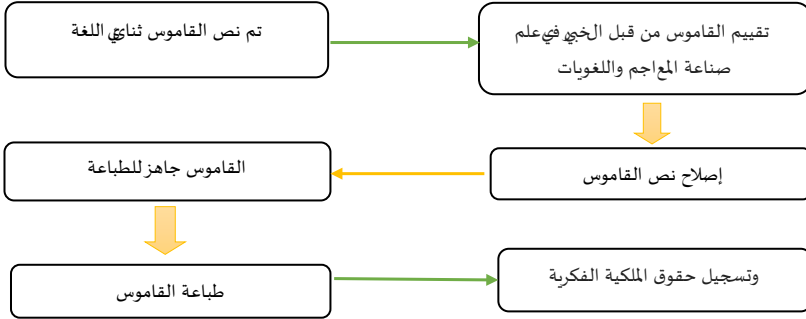 تم نص القاموس ثنائي اللغة
تقييم القاموس من قبل الخبير في علم
صناعة المعاجم واللغويات
إصلاح نص القاموس
القاموس جاهز للطباعة
طباعة القاموس
وتسجيل حقوق الملكية الفكرية